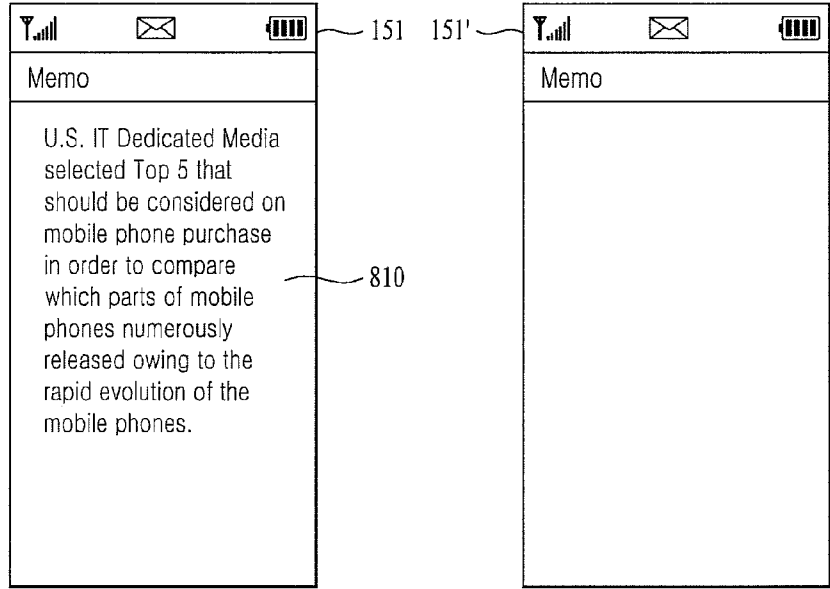 151
151'
Memo
Memo
U.S. IT Dedicated Media
selected Top 5 that
should be considered on
mobile phone purchase
in order to compare
which parts of mobile
phones numerously
released owing to the
rapid evolution of the
mobile phones.
810